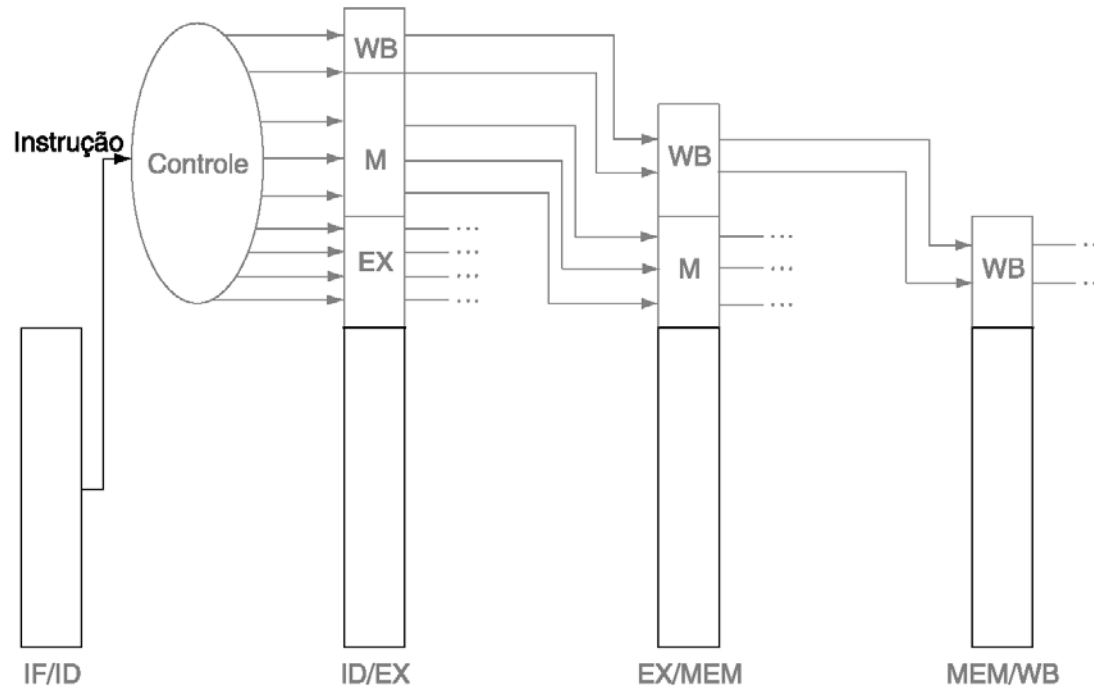 WB
Instrução
Controle
M
WB
EX
...
...
...
...
M
...
...
...
WB
...
...
IF/ID
ID/EX
EX/MEM
MEM/WB